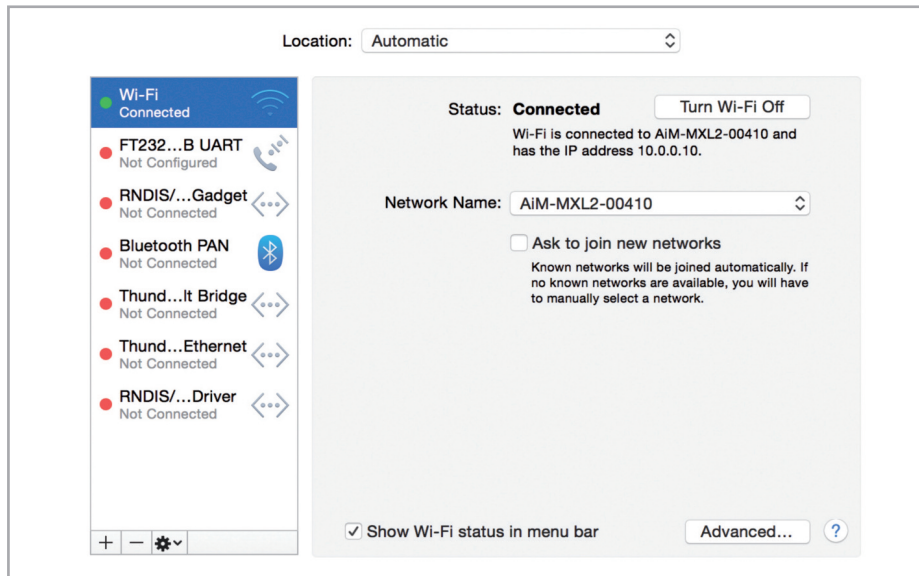 Location: Automatic
Wi-Fi
Connected
FT232...B UART
Not Configured
RNDIS/...Gadget
Not Connected
Bluetooth PAN
Not Connected
Thund...lt Bridge
Not Connected
Thund...Ethernet
Not Connected
RNDIS/...Driver
Not Connected
Status: Connected
Turn Wi-Fi Off
Wi-Fi is connected to AiM-MXL2-00410 and
has the IP address 10.0.0.10.
Network Name: AiM-MXL2-00410
Ask to join new networks
Known networks will be joined automatically. If
no known networks are available, you will have
to manually select a network.
Show Wi-Fi status in menu bar
Advanced...
?